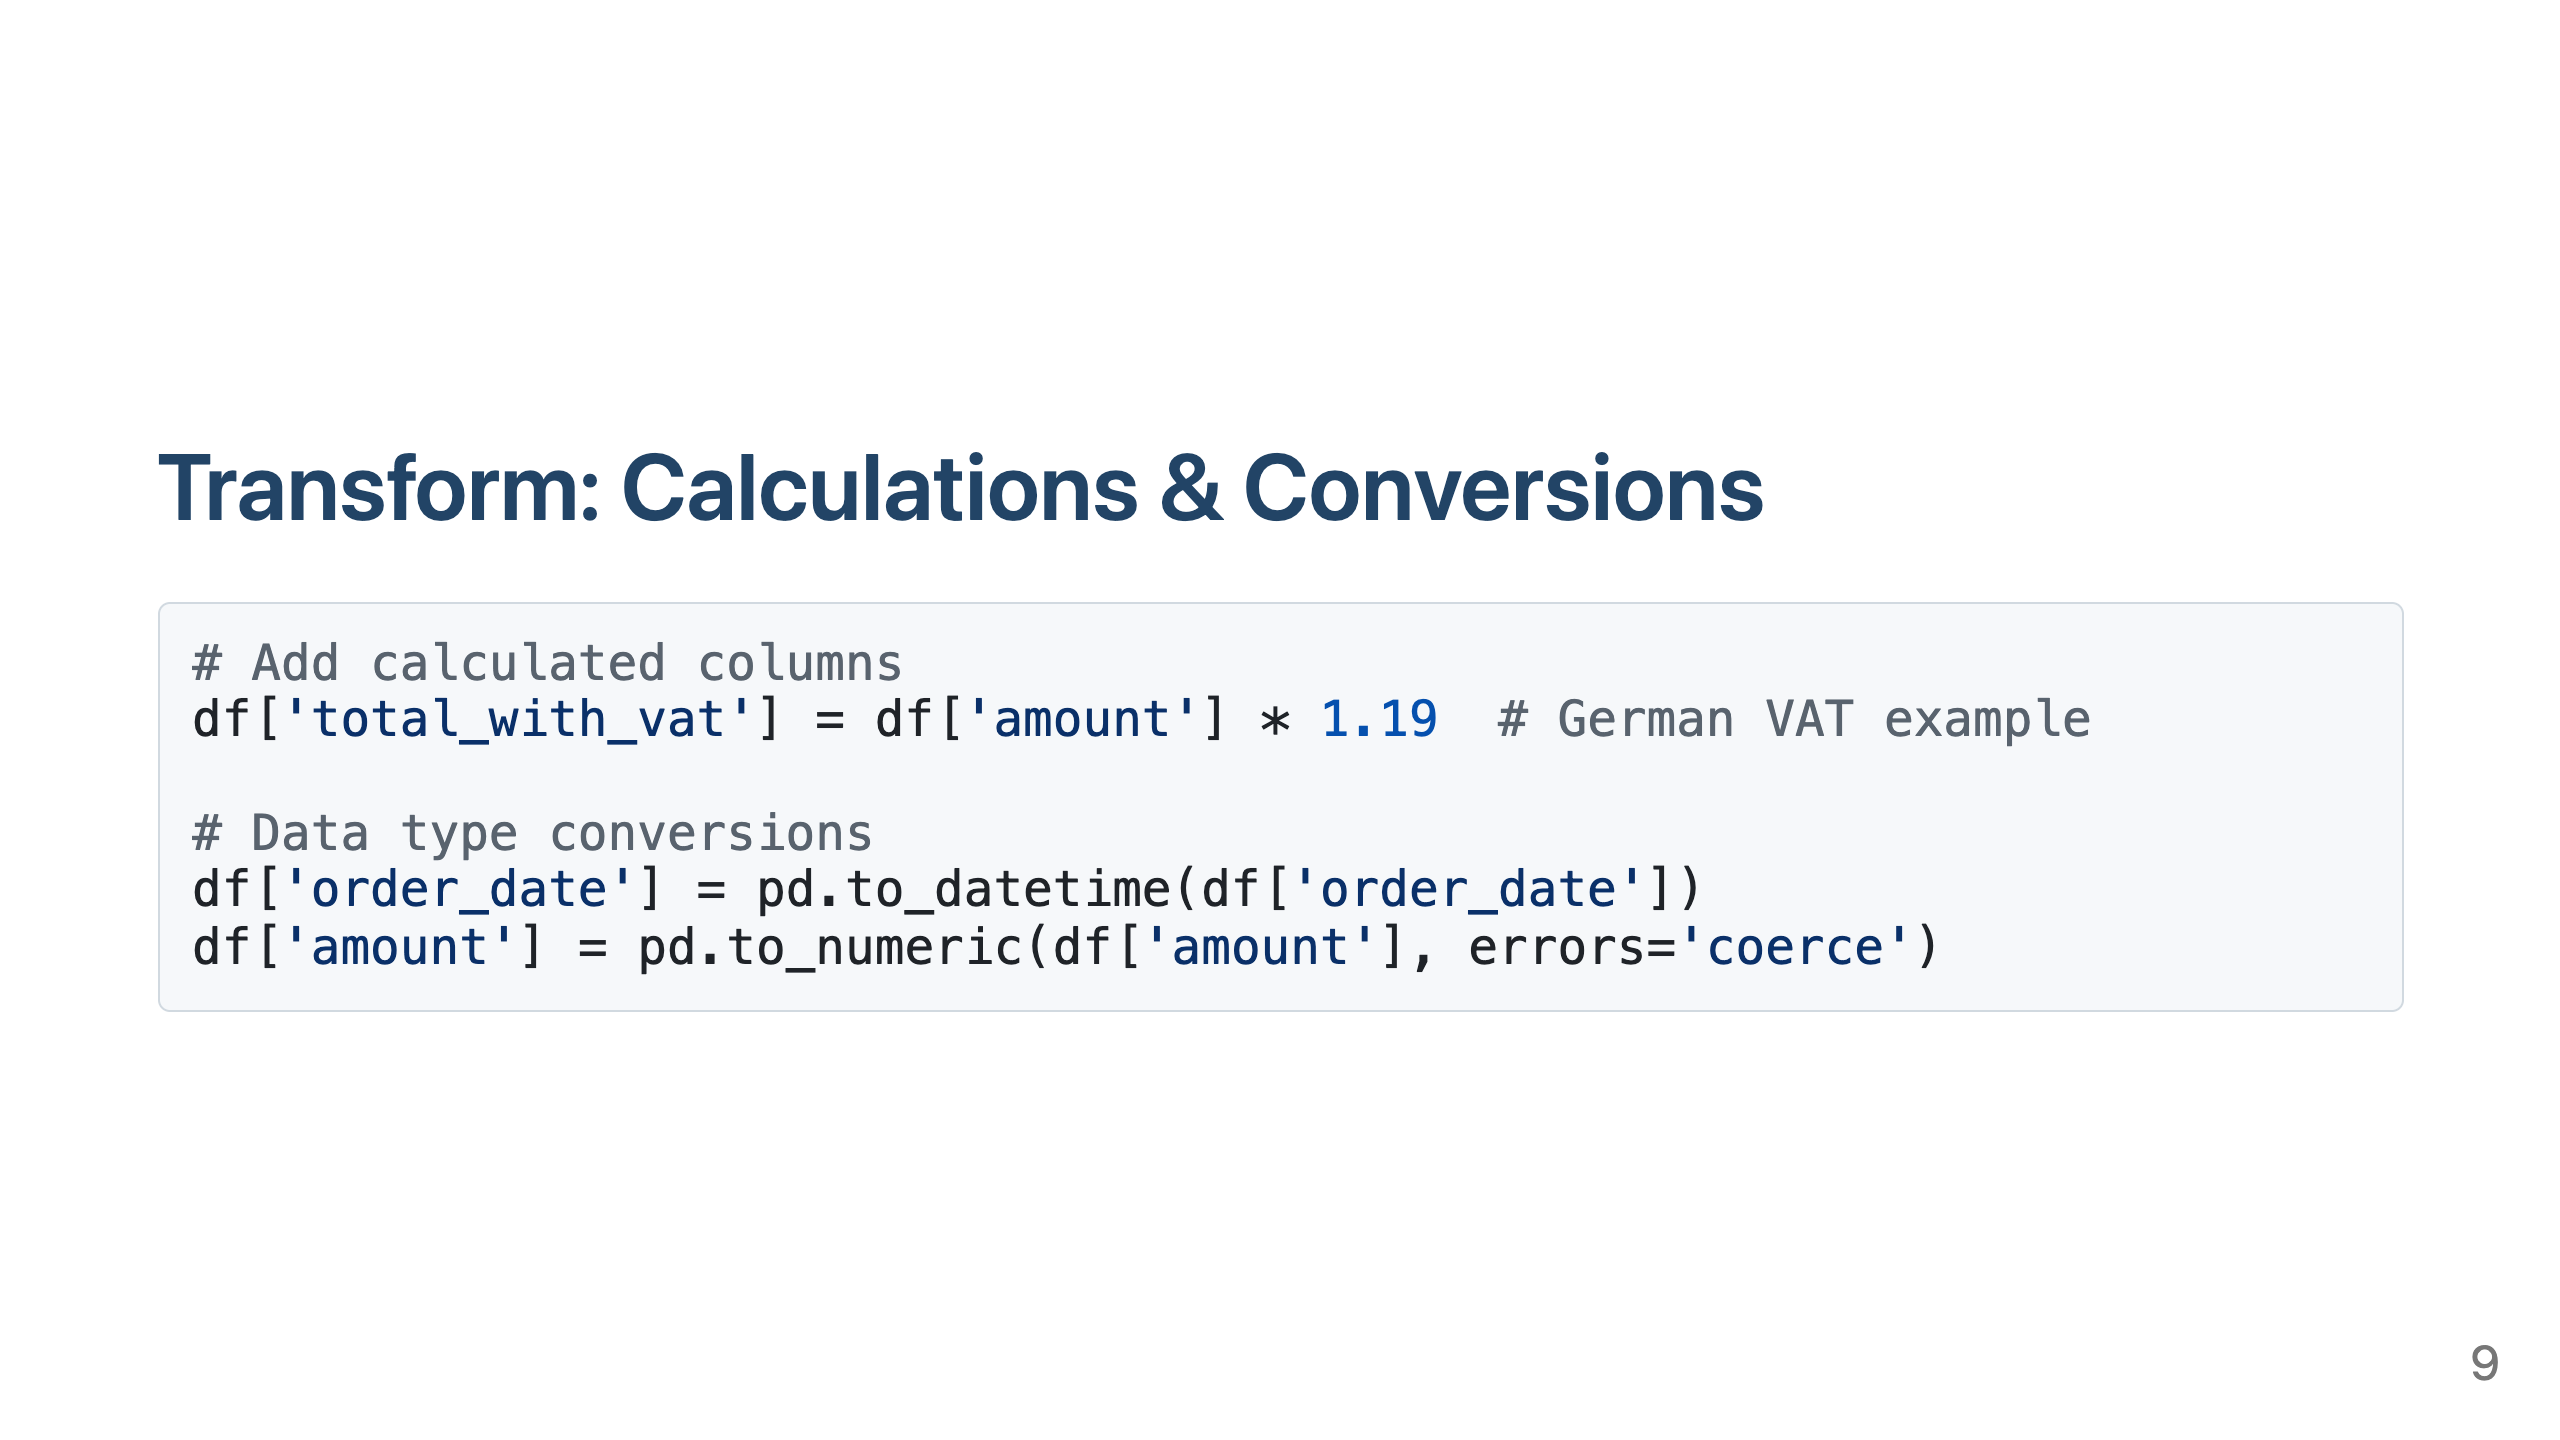 Transform: Calculations & Conversions
# Add calculated columns
df['total_with_vat'] = df['amount'] * 1.19  # German VAT example
# Data type conversions
df['order_date'] = pd.to_datetime(df['order_date'])
df['amount'] = pd.to_numeric(df['amount'], errors='coerce')
9